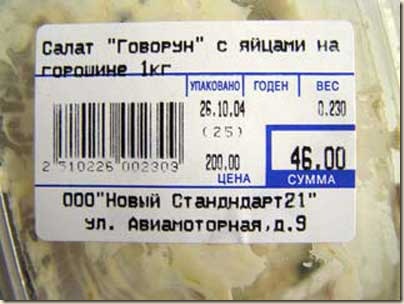 Салат "Говорун" с яйцами на
горошине 1кг
УПАКОВАНО ГОДЕН ВЕС
26.10.04 0.230
(25)
200,00 46.00
ЦЕНА СУММА
2 510226 002303
ООО"Новый Стандндарт21"
ул. Авиамоторная,д.9